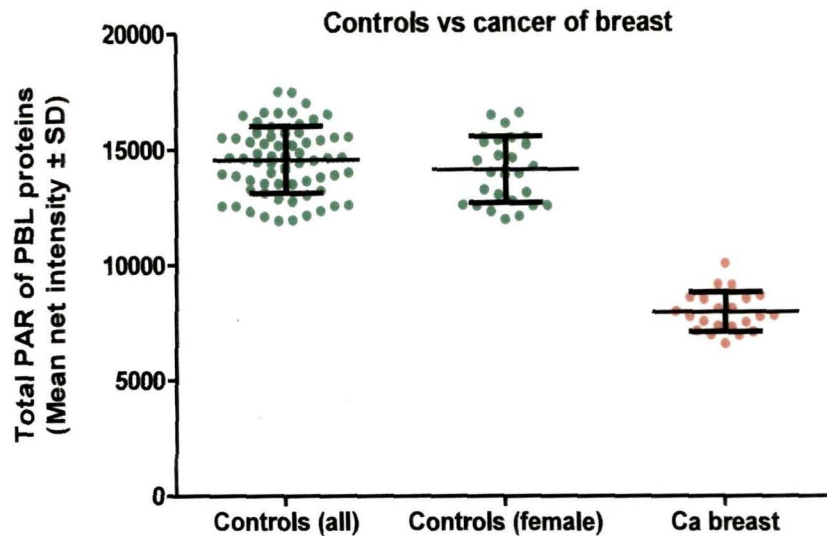 Controls vs cancer of breast
Total PAR of PBL proteins
(Mean net intensity ± SD)
20000
15000
10000
5000
0
Controls (all)
Controls (female)
Ca breast